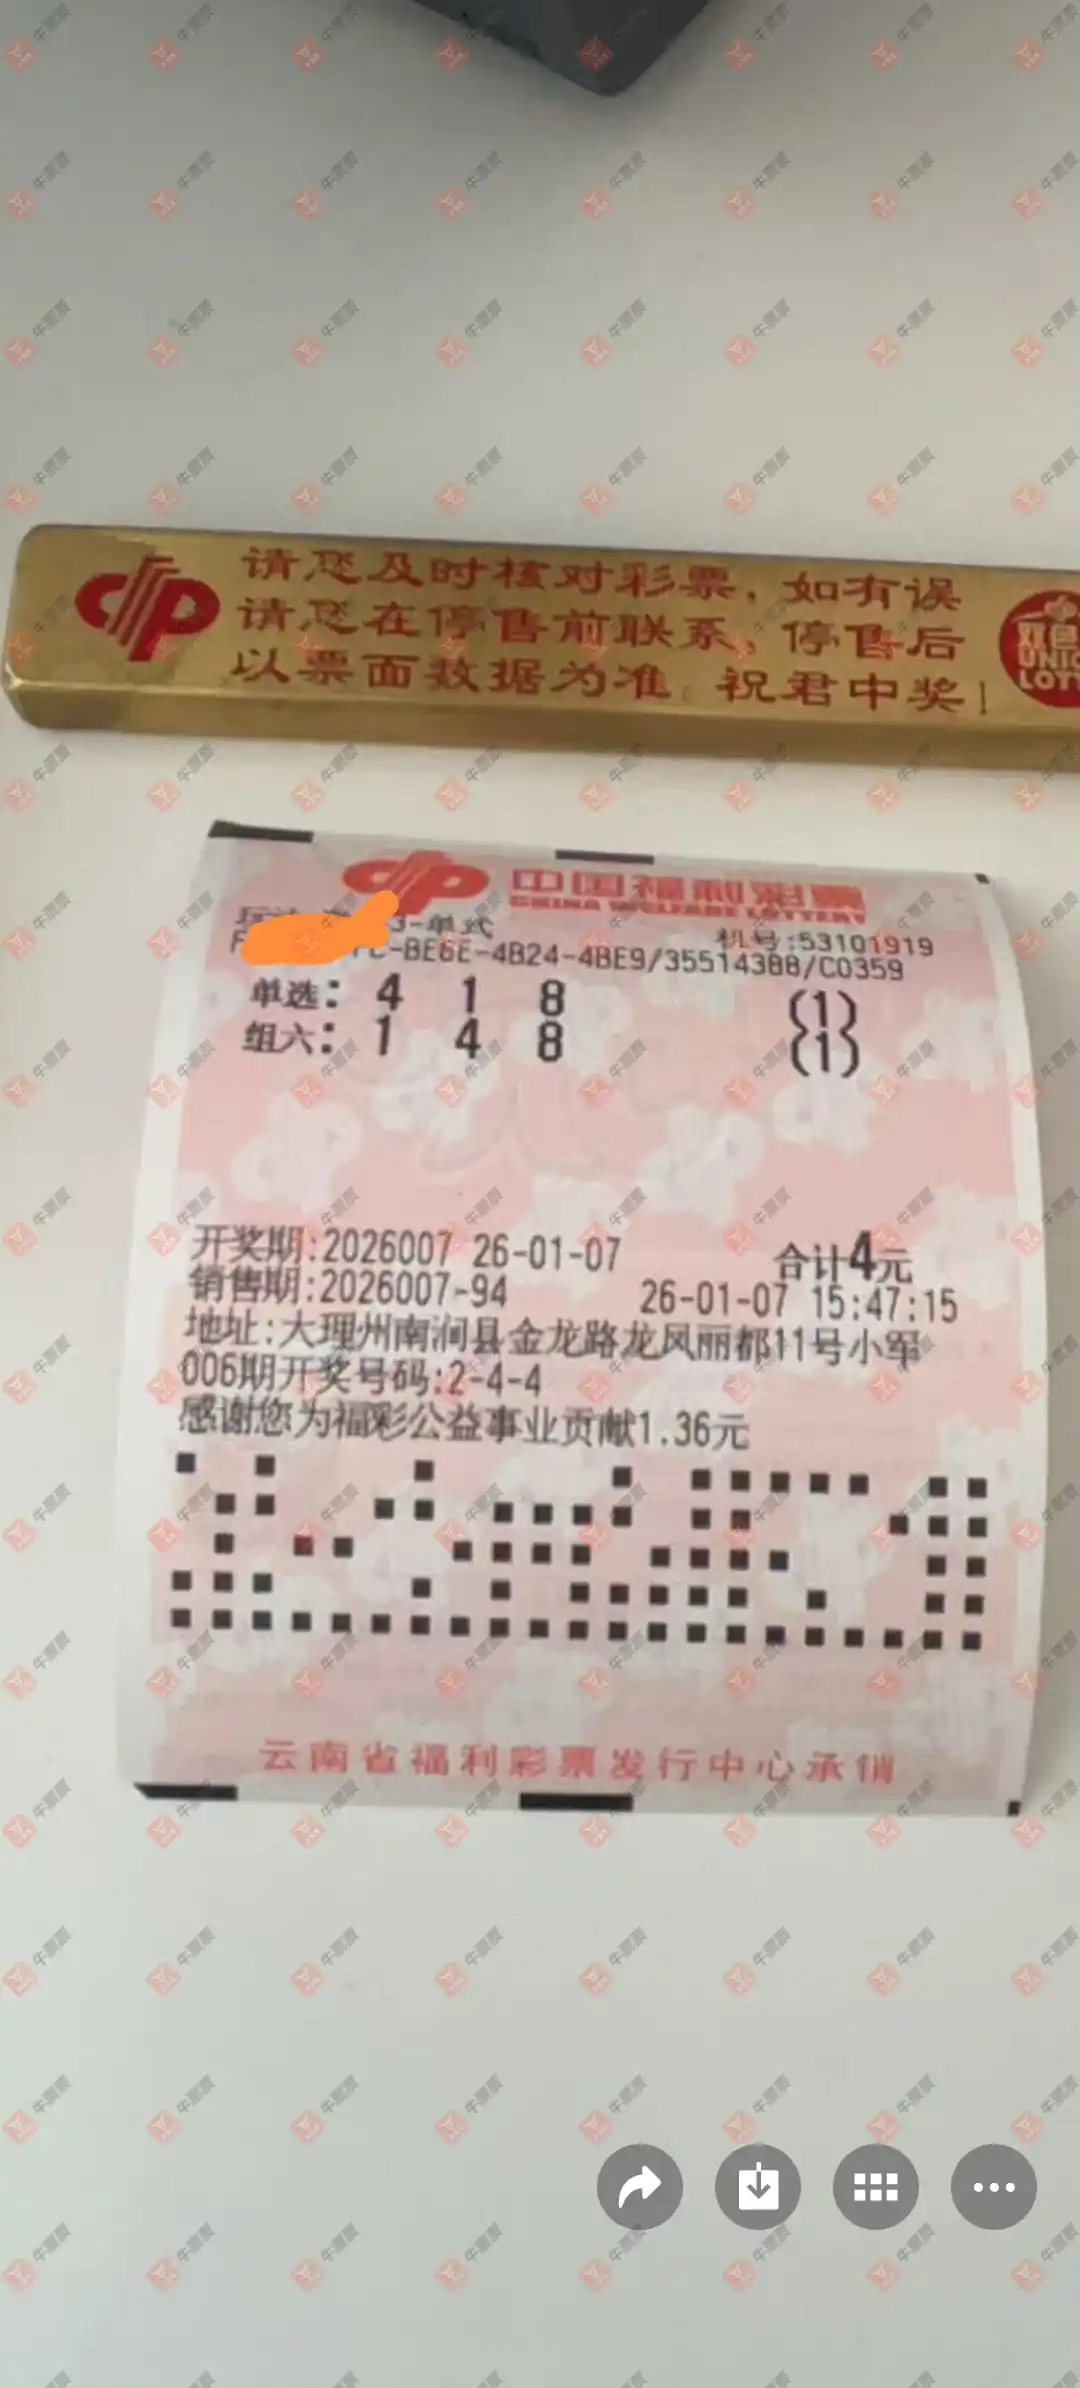 请您及时核对彩票，如有误
请您在停售前联系，停售后
以票面数据为准。祝君中奖！
双色
UNIO
LOTT
中国福利彩票
CHINA WELFARE LOTTERY
3-单式
机号:53101919
-BE6E-4B24-4BE9/35514388/C0359
单选: 4 1 8 (1)
组六: 1 4 8 (1)
开奖期:2026007 26-01-07 合计4元
销售期:2026007-94 26-01-07 15:47:15
地址:大理州南涧县金龙路龙凤丽都11号小军
006期开奖号码:2-4-4
感谢您为福彩公益事业贡献1.36元
云南省福利彩票发行中心承销
牛票票